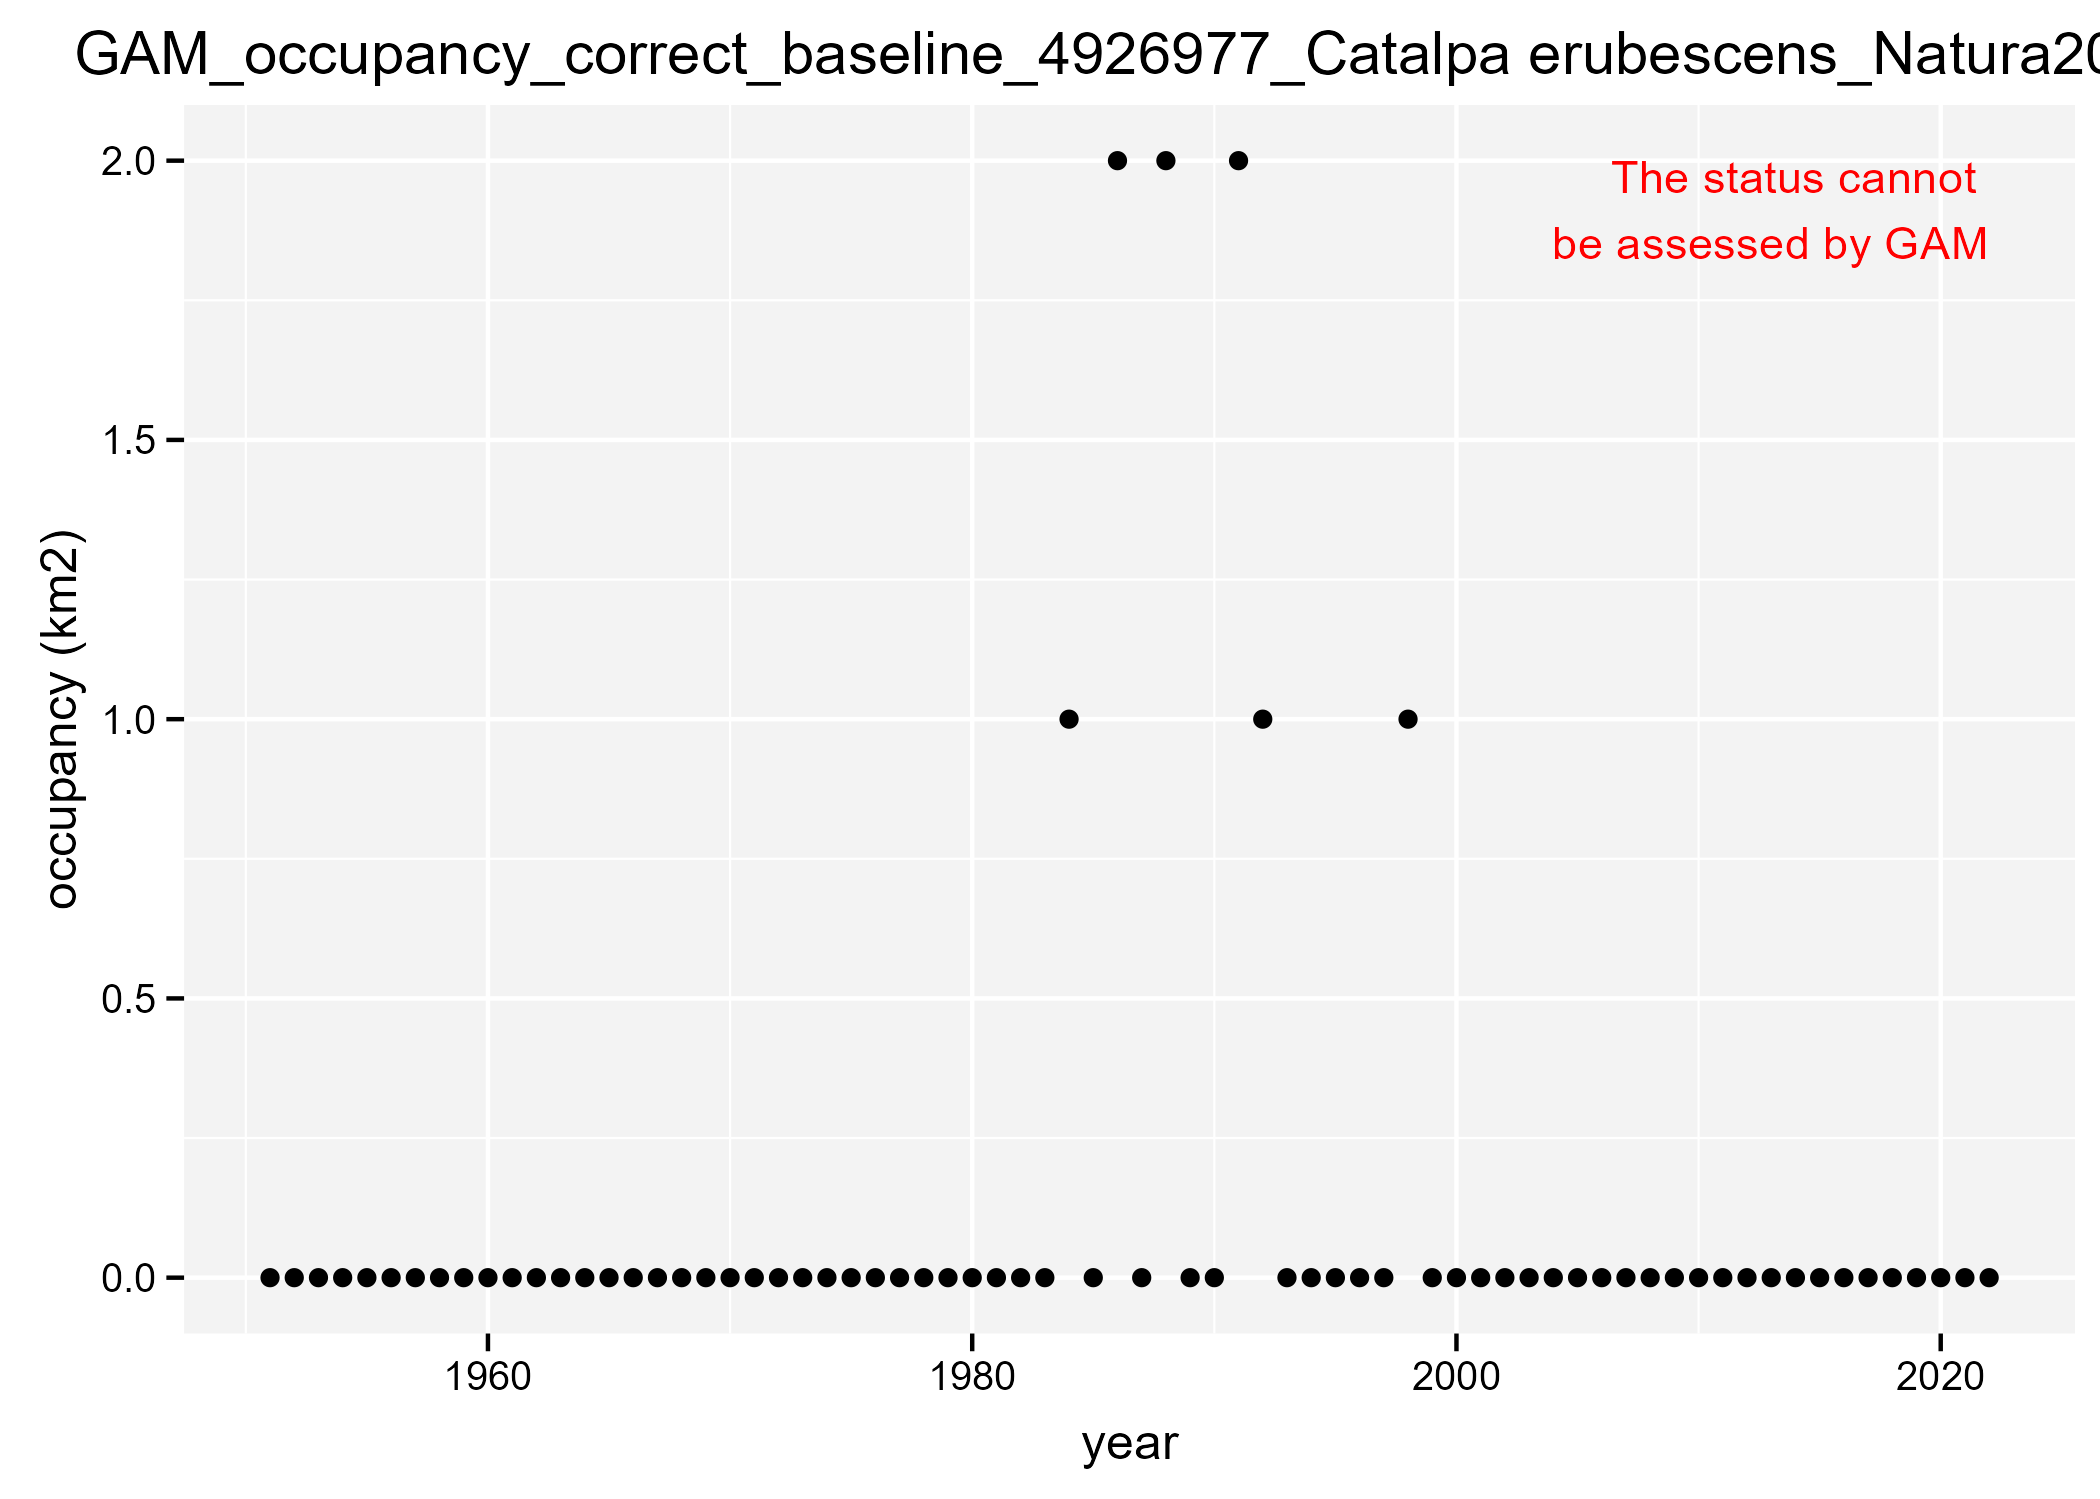 GAM_occupancy_correct_baseline_4926977_Catalpa erubescens_Natura20
2.0
The status cannot
be assessed by GAM
1.5
occupancy (km2)
1.0
0.5
0.0
1960 1980 2000 2020
year